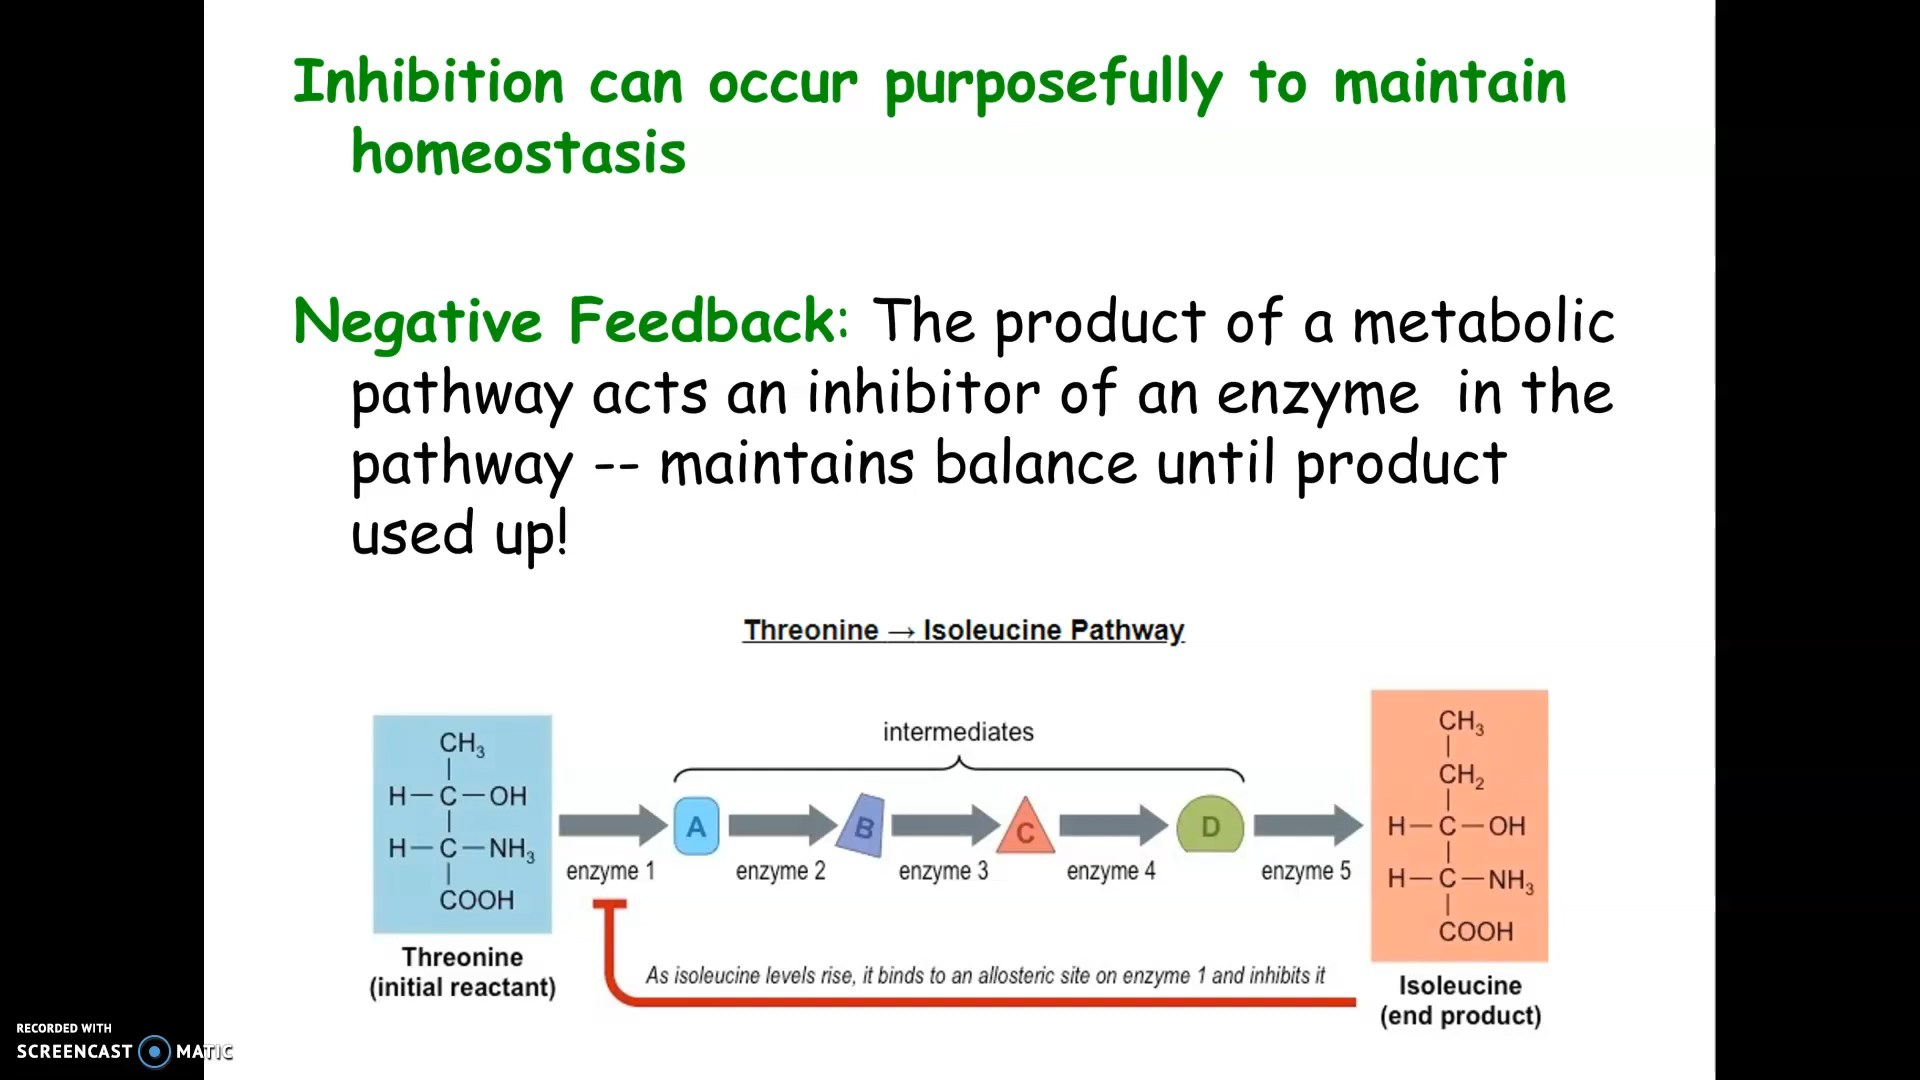 Inhibition can occur purposefully to maintain
homeostasis
Negative Feedback: The product of a metabolic
pathway acts an inhibitor of an enzyme in the
pathway -- maintains balance until product
used up!
Threonine → Isoleucine Pathway
intermediates
CH₃
H—C—OH
H—C—NH₃
COOH
Threonine
(initial reactant)
enzyme 1
A
enzyme 2
B
enzyme 3
C
enzyme 4
D
enzyme 5
CH₃
CH₂
H—C—OH
H—C—NH₃
COOH
Isoleucine
(end product)
As isoleucine levels rise, it binds to an allosteric site on enzyme 1 and inhibits it
RECORDED WITH
SCREENCAST MATIC